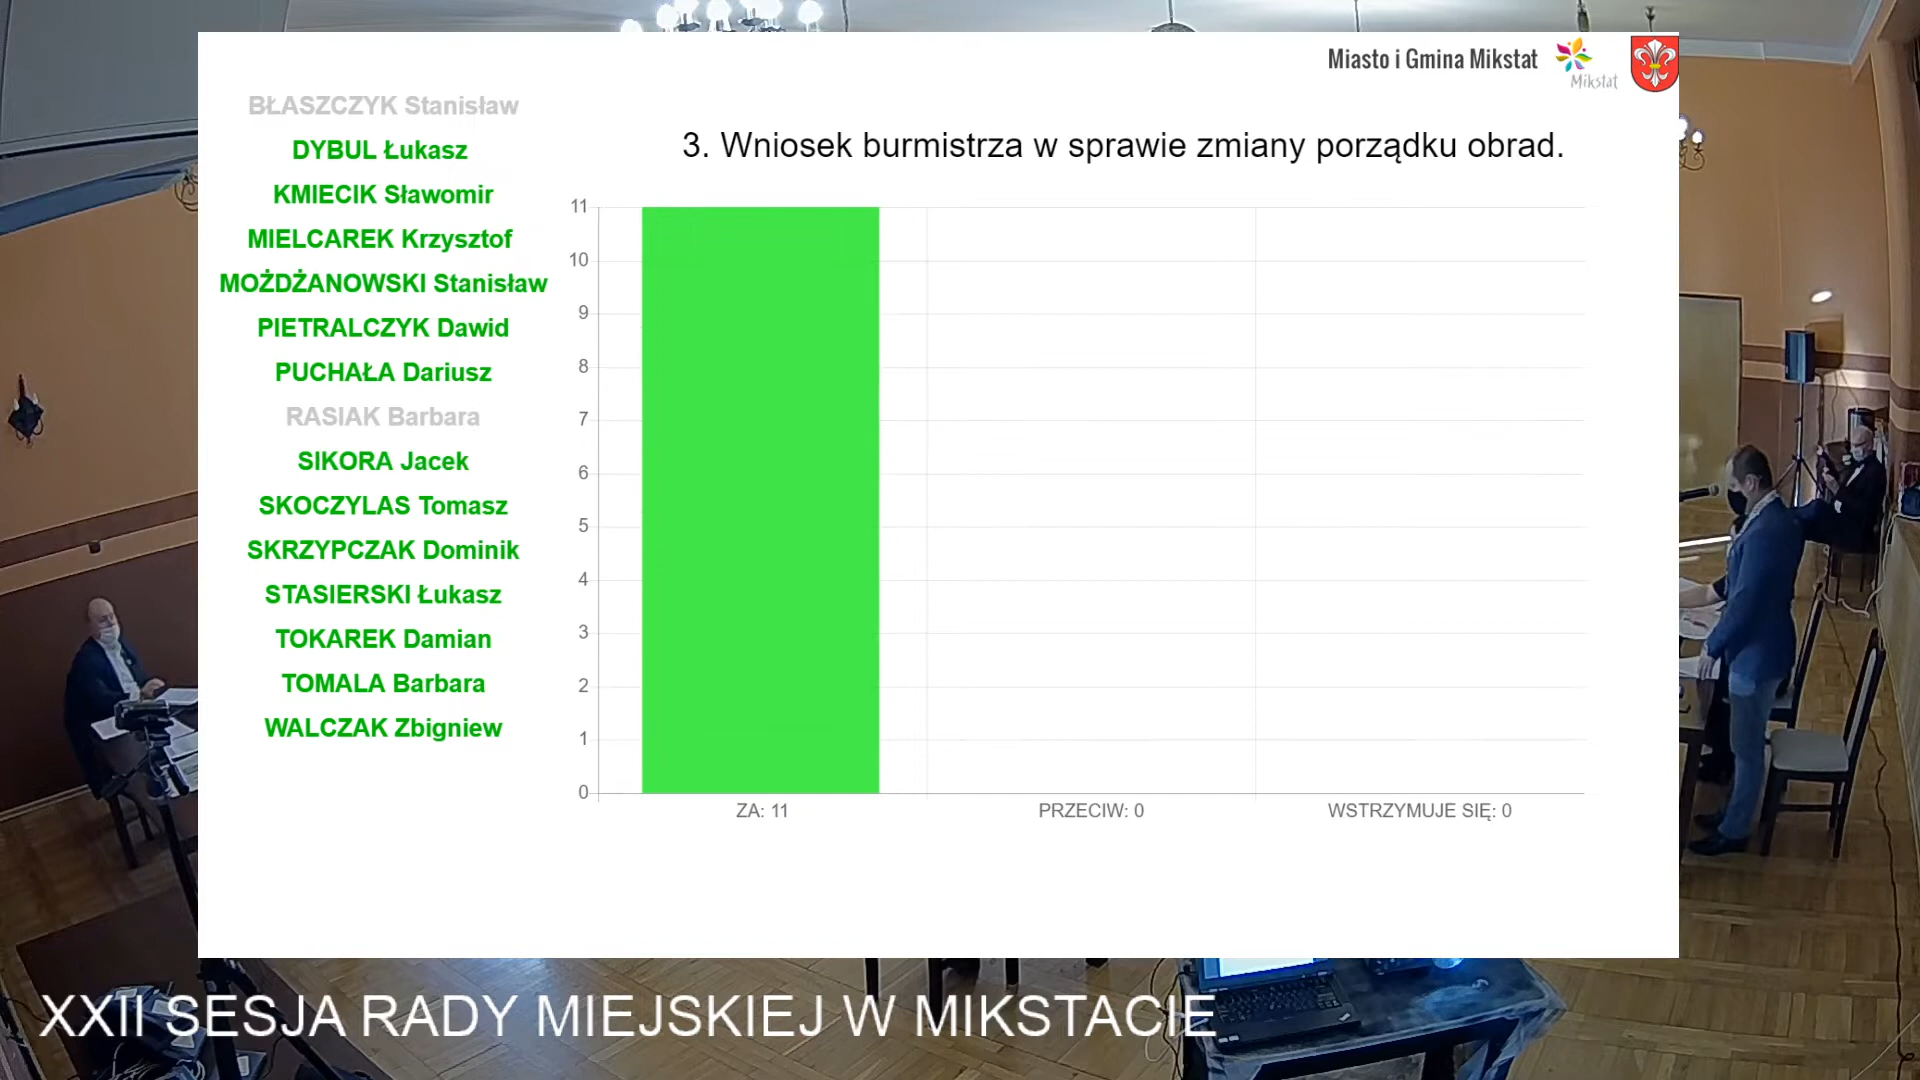 Miasto i Gmina Mikstat
Mikstat
BŁASZCZYK Stanisław
DYBUL Łukasz
KMIECIK Sławomir
MIELCAREK Krzysztof
MOŻDŻANOWSKI Stanisław
PIETRALCZYK Dawid
PUCHAŁA Dariusz
RASIAK Barbara
SIKORA Jacek
SKOCZYLAS Tomasz
SKRZYPCZAK Dominik
STASIERSKI Łukasz
TOKAREK Damian
TOMALA Barbara
WALCZAK Zbigniew
3. Wniosek burmistrza w sprawie zmiany porządku obrad.
11
10
9
8
7
6
5
4
3
2
1
0
ZA: 11
PRZECIW: 0
WSTRZYMUJE SIĘ: 0
XXII SESJA RADY MIEJSKIEJ W MIKSTACIE